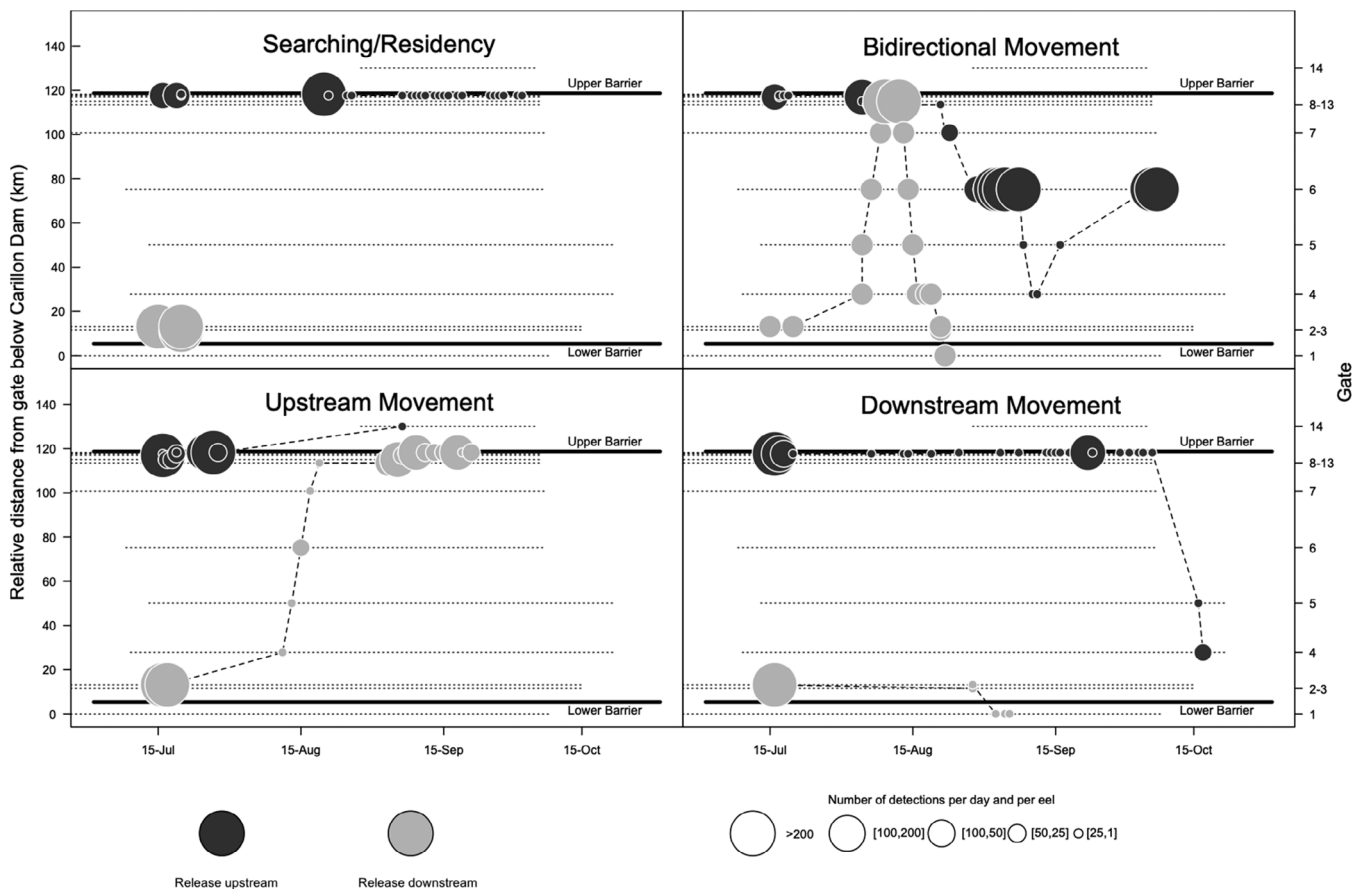 Searching/Residency
Bidirectional Movement
Upper Barrier
Upper Barrier
Lower Barrier
Lower Barrier
140
120
100
80
60
40
20
0
14
8-13
7
6
5
4
2-3
1
Relative distance from gate below Carillon Dam (km)
Gate
Upstream Movement
Downstream Movement
Upper Barrier
Upper Barrier
Lower Barrier
Lower Barrier
140
120
100
80
60
40
20
0
14
8-13
7
6
5
4
2-3
1
15-Jul 15-Aug 15-Sep 15-Oct
15-Jul 15-Aug 15-Sep 15-Oct
Number of detections per day and per eel
>200 [100,200] [100,50] [50,25] [25,1]
Release upstream Release downstream